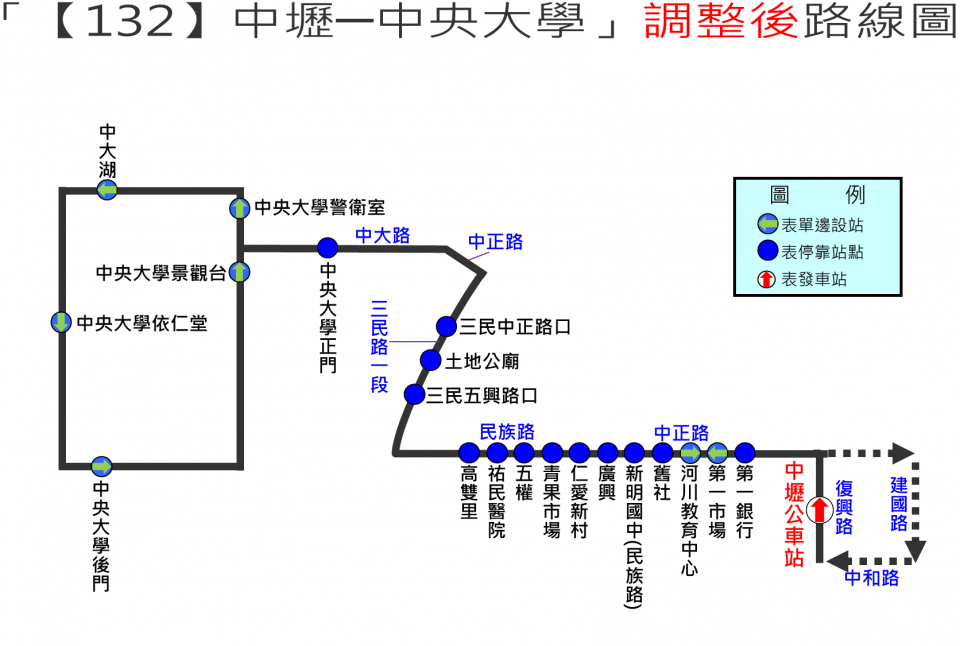 「【132】中壢─中央大學」調整後路線圖
中大湖
中央大學警衛室
中大路
中正路
圖 例
表單邊設站
表停靠站點
表發車站
中央大學景觀台
中央大學依仁堂
中央大學正門
三民路一段
三民中正路口
土地公廟
三民五興路口
民族路
中正路
高雙里
祐民醫院
五權
青果市場
仁愛新村
廣興
新明國中(民族路)
舊社
河川教育中心
第一市場
第一銀行
中壢公車站
復興路
建國路
中和路
中央大學後門